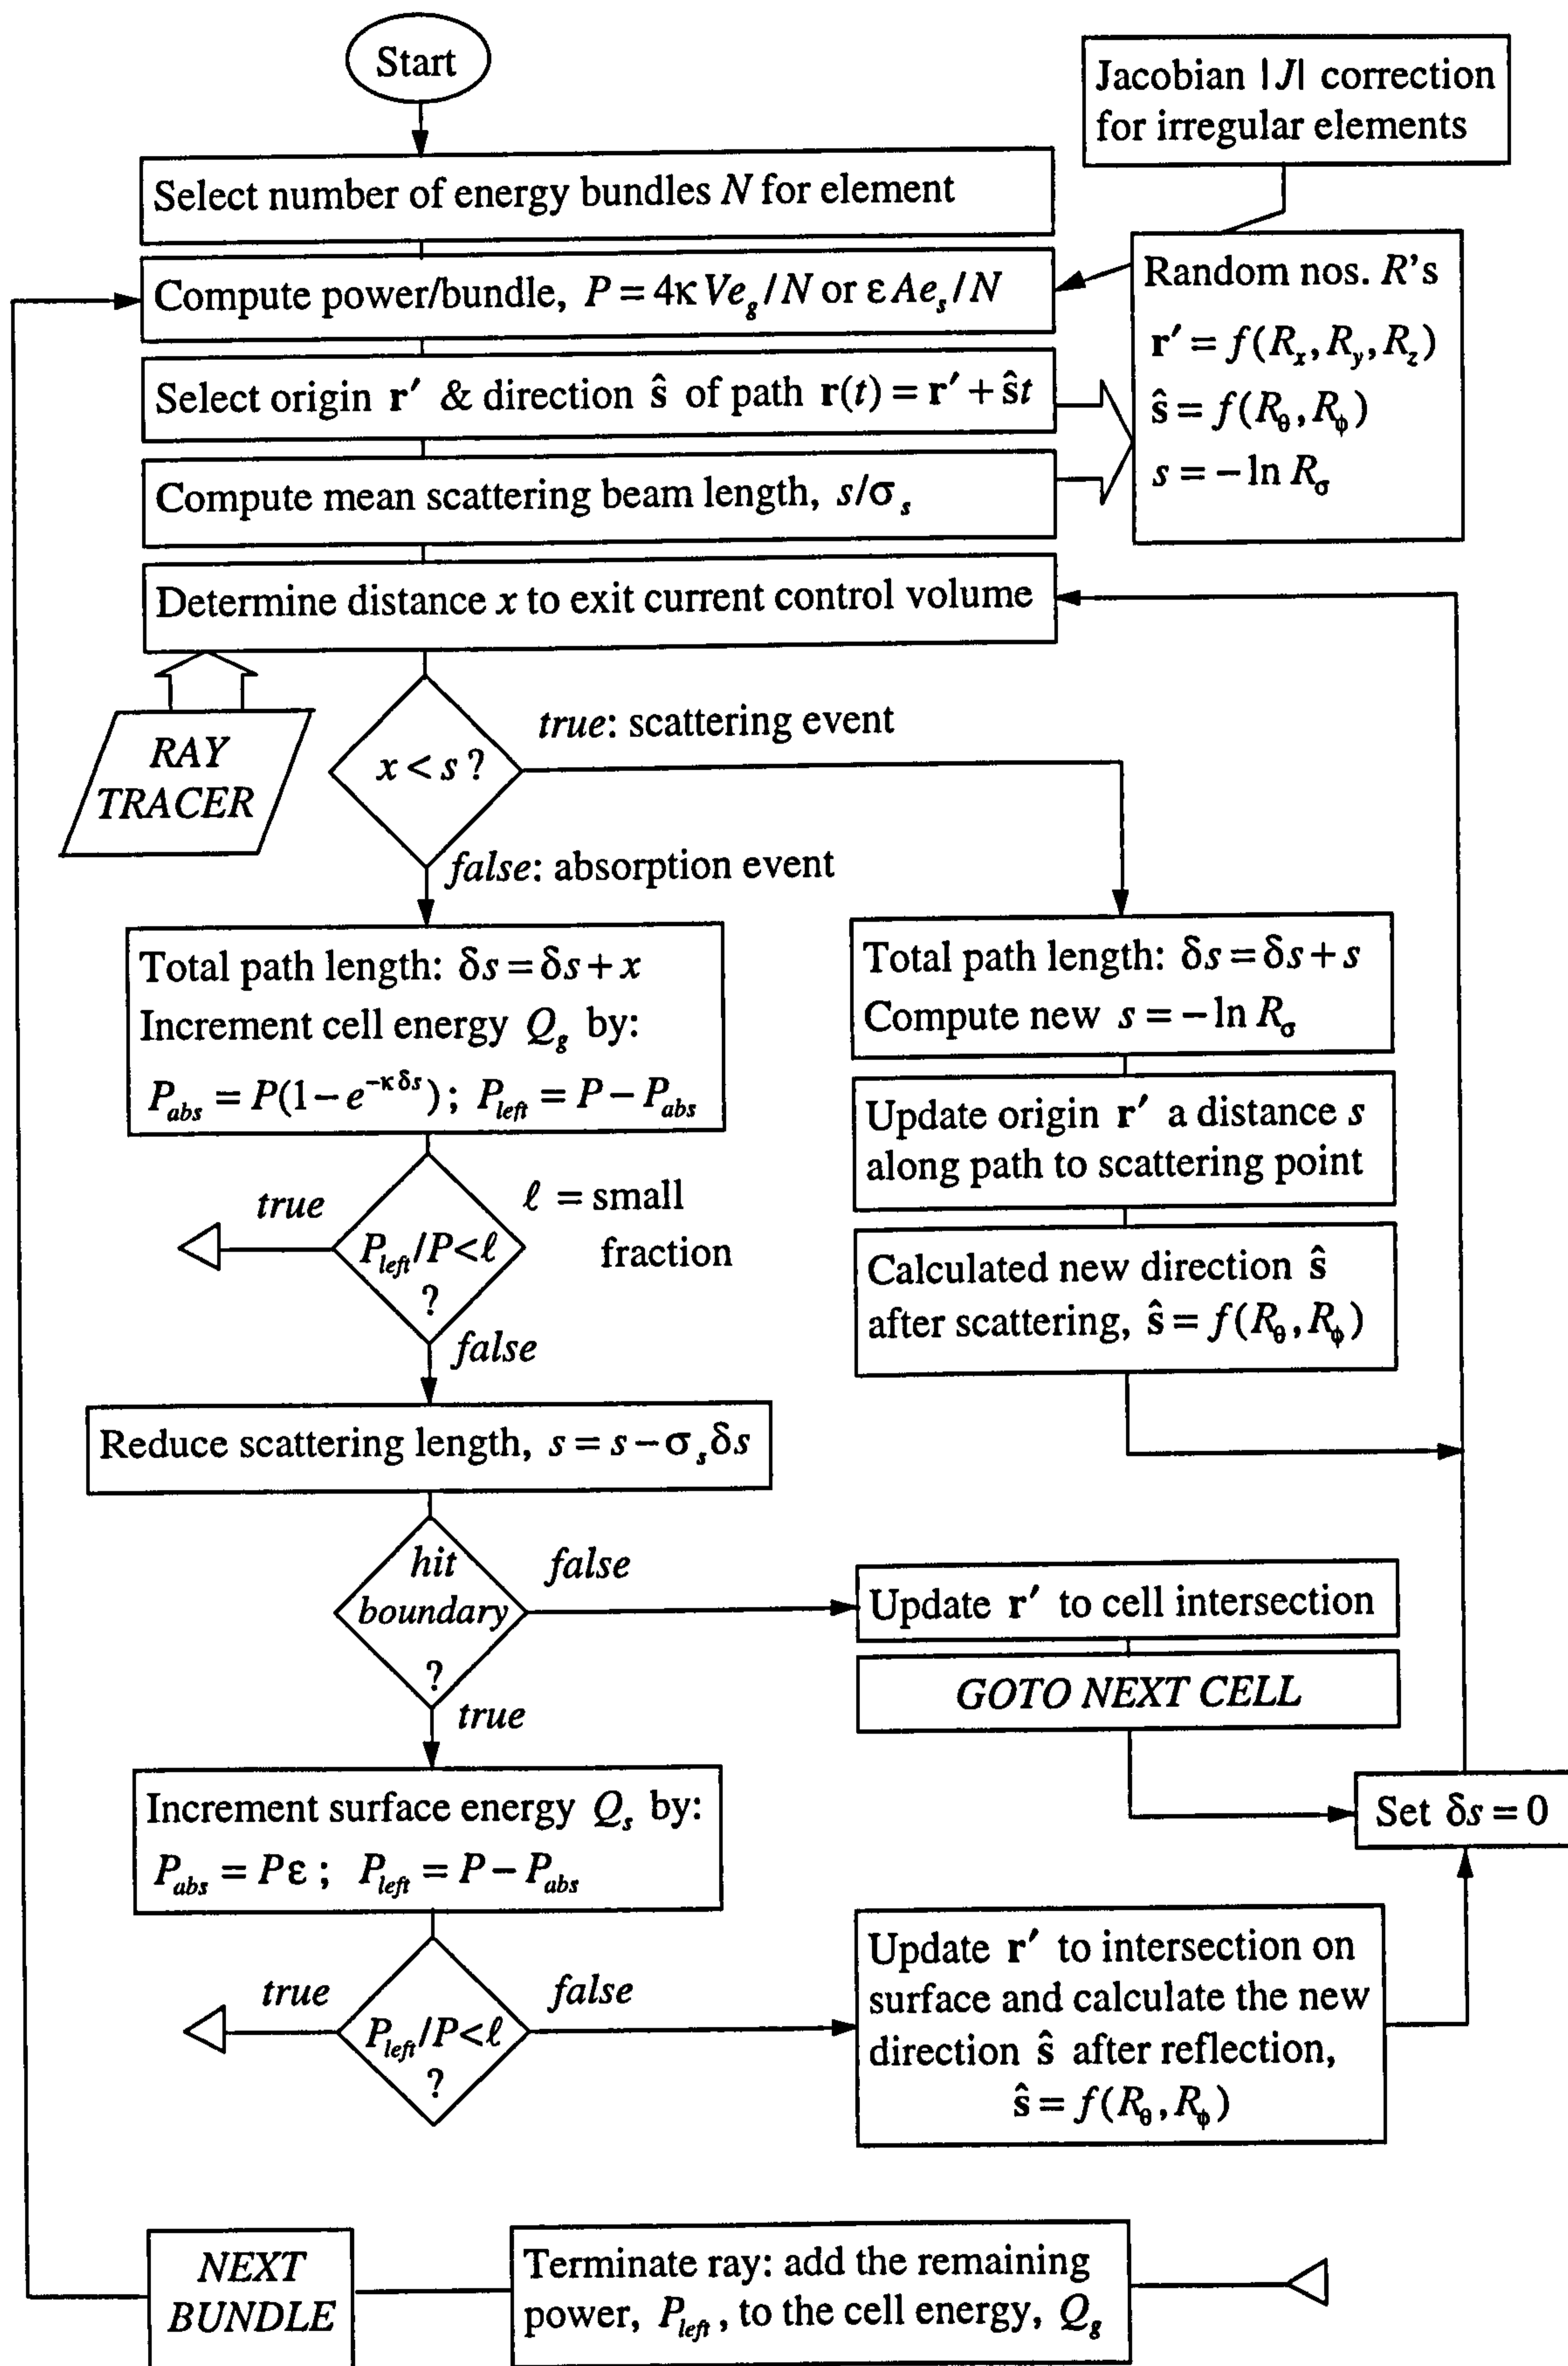 Start
Jacobian |J| correction
for irregular elements
Select number of energy bundles N for element
Compute power/bundle, P = 4κVe_g/N or εAe_s/N
Select origin r′ & direction ŝ of path r(t) = r′ + ŝt
Compute mean scattering beam length, s/σ_s
Random nos. R's
r′ = f(R_x, R_y, R_z)
ŝ = f(R_θ, R_ϕ)
s = −ln R_σ
Determine distance x to exit current control volume
RAY
TRACER
x < s ?
true: scattering event
false: absorption event
Total path length: δs = δs + x
Increment cell energy Q_g by:
P_abs = P(1 − e^{−κδs}) ; P_left = P − P_abs
Total path length: δs = δs + s
Compute new s = −ln R_σ
Update origin r′ a distance s
along path to scattering point
Calculated new direction ŝ
after scattering, ŝ = f(R_θ, R_ϕ)
true
P_left/P<ℓ
?
ℓ = small
fraction
false
Reduce scattering length, s = s − σ_s δs
hit
boundary
?
false
true
Update r′ to cell intersection
GOTO NEXT CELL
Set δs = 0
Increment surface energy Q_s by:
P_abs = Pε ; P_left = P − P_abs
true
P_left/P<ℓ
?
false
Update r′ to intersection on
surface and calculate the new
direction ŝ after reflection,
ŝ = f(R_θ, R_ϕ)
NEXT
BUNDLE
Terminate ray: add the remaining
power, P_left, to the cell energy, Q_g